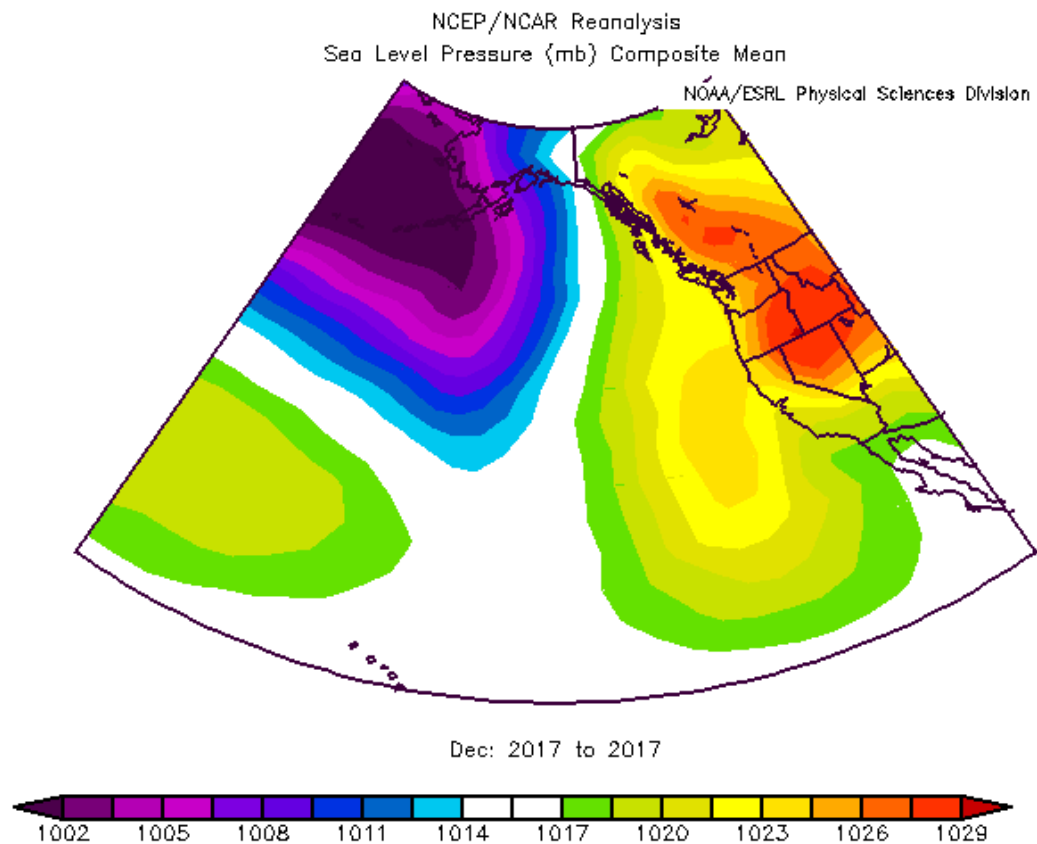 NCEP/NCAR Reanalysis
Sea Level Pressure (mb) Composite Mean
NOAA/ESRL Physical Sciences Division
Dec: 2017 to 2017
1002 1005 1008 1011 1014 1017 1020 1023 1026 1029